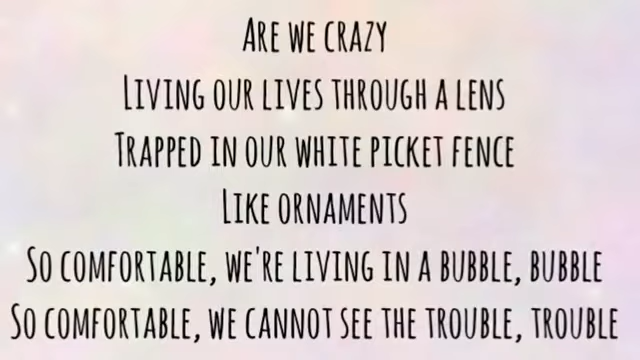 Are we crazy
Living our lives through a lens
Trapped in our white picket fence
Like ornaments
So comfortable, we're living in a bubble, bubble
So comfortable, we cannot see the trouble, trouble